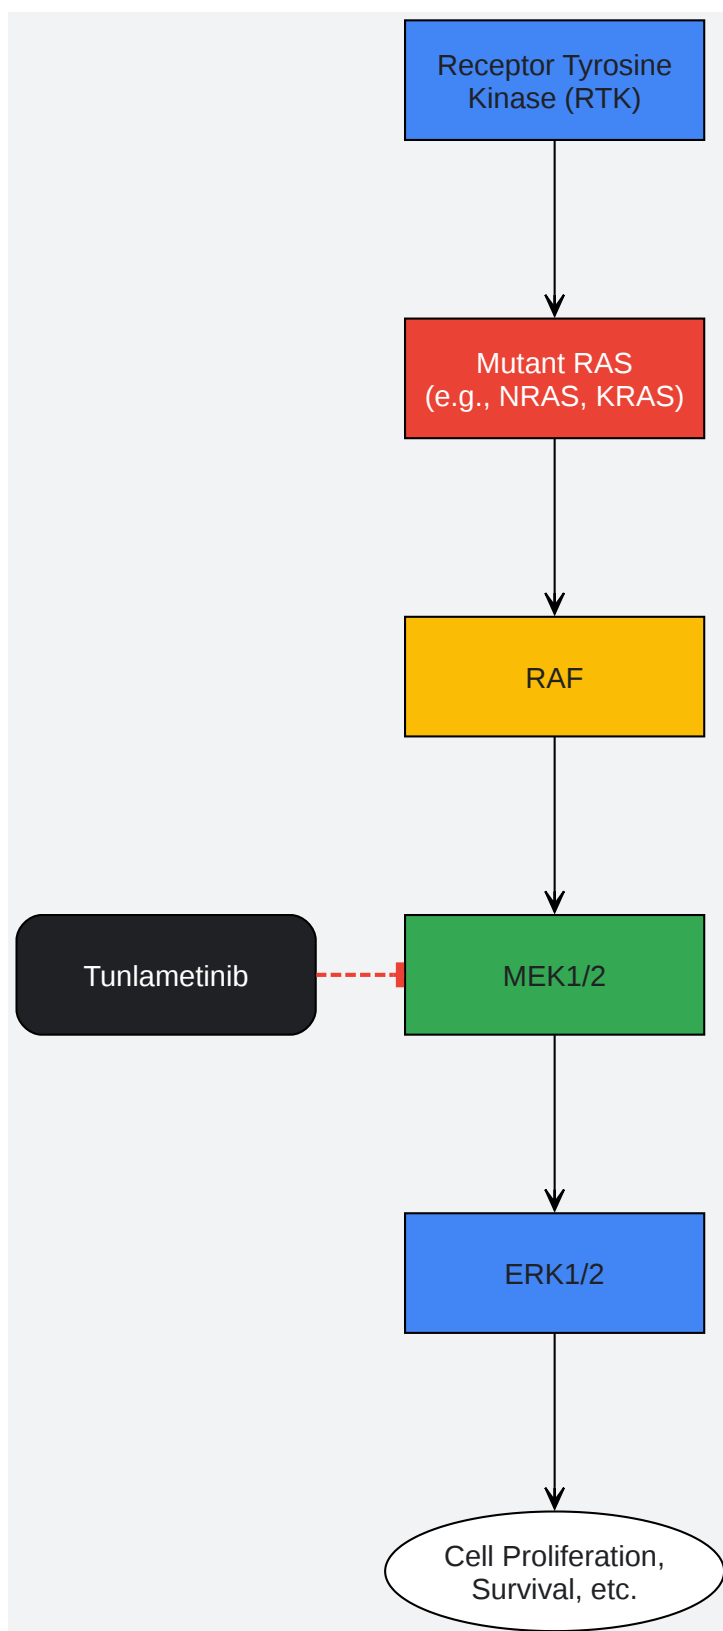 Receptor Tyrosine
Kinase (RTK)
Mutant RAS
(e.g., NRAS, KRAS)
RAF
Tunlametinib
MEK1/2
ERK1/2
Cell Proliferation,
Survival, etc.